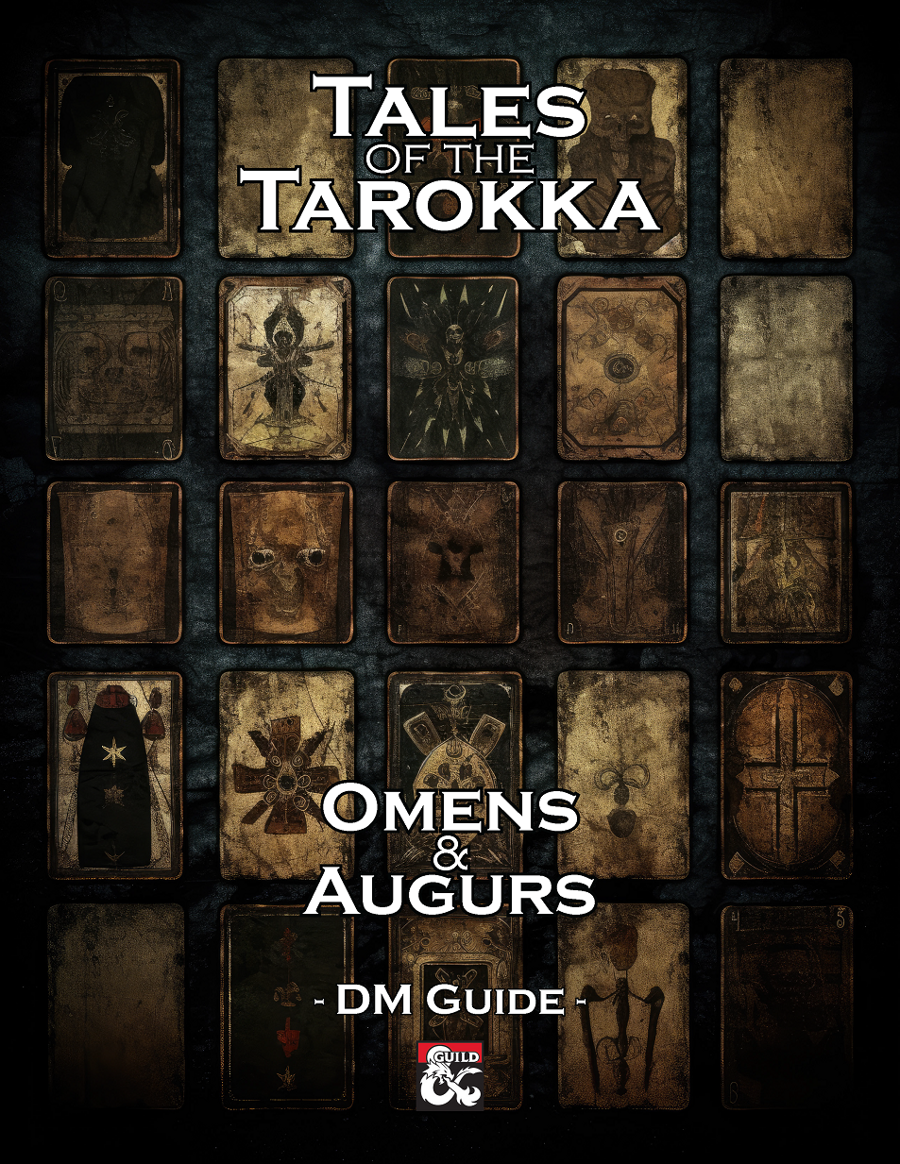 TALES
OF THE
TAROKKA
OMENS
&
AUGURS
- DM GUIDE -
GUILD